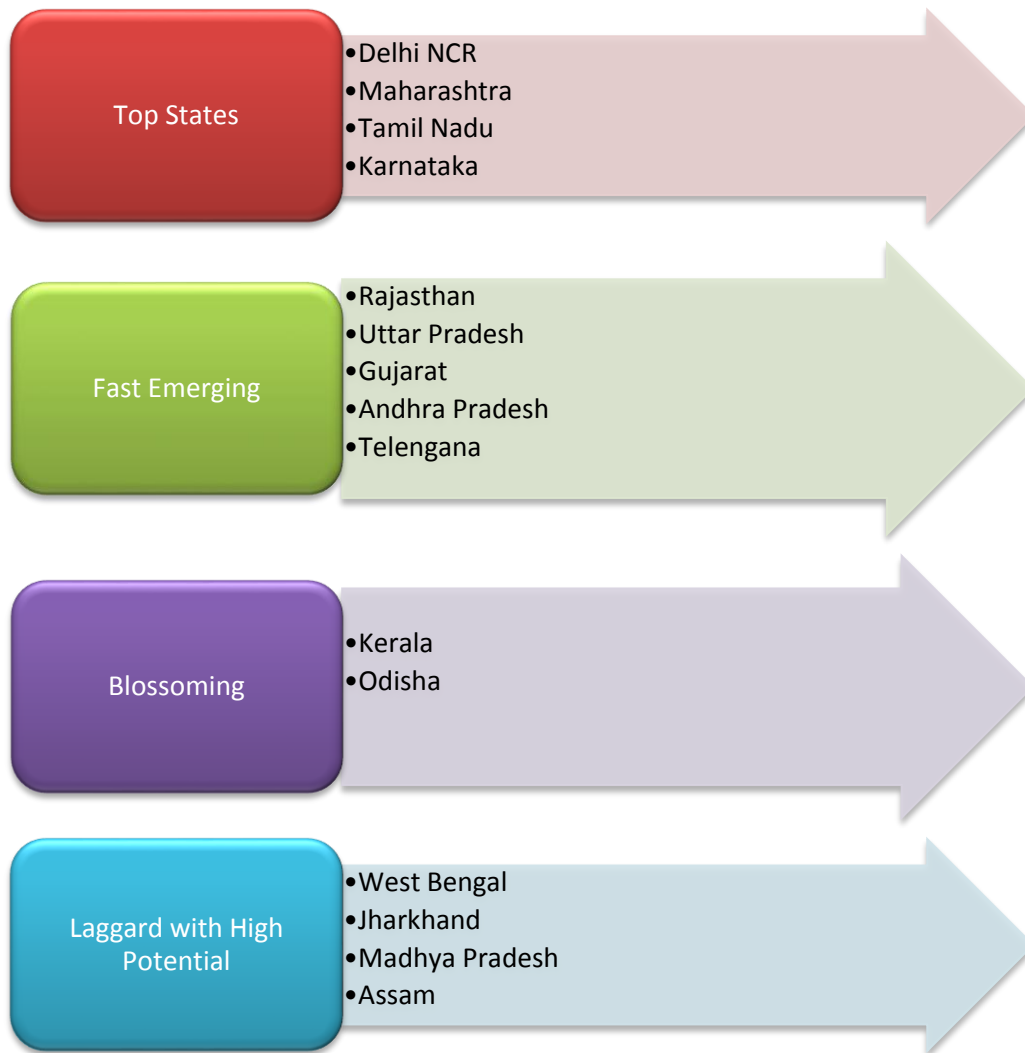 Top States
•Delhi NCR
•Maharashtra
•Tamil Nadu
•Karnataka
Fast Emerging
•Rajasthan
•Uttar Pradesh
•Gujarat
•Andhra Pradesh
•Telengana
Blossoming
•Kerala
•Odisha
Laggard with High
Potential
•West Bengal
•Jharkhand
•Madhya Pradesh
•Assam